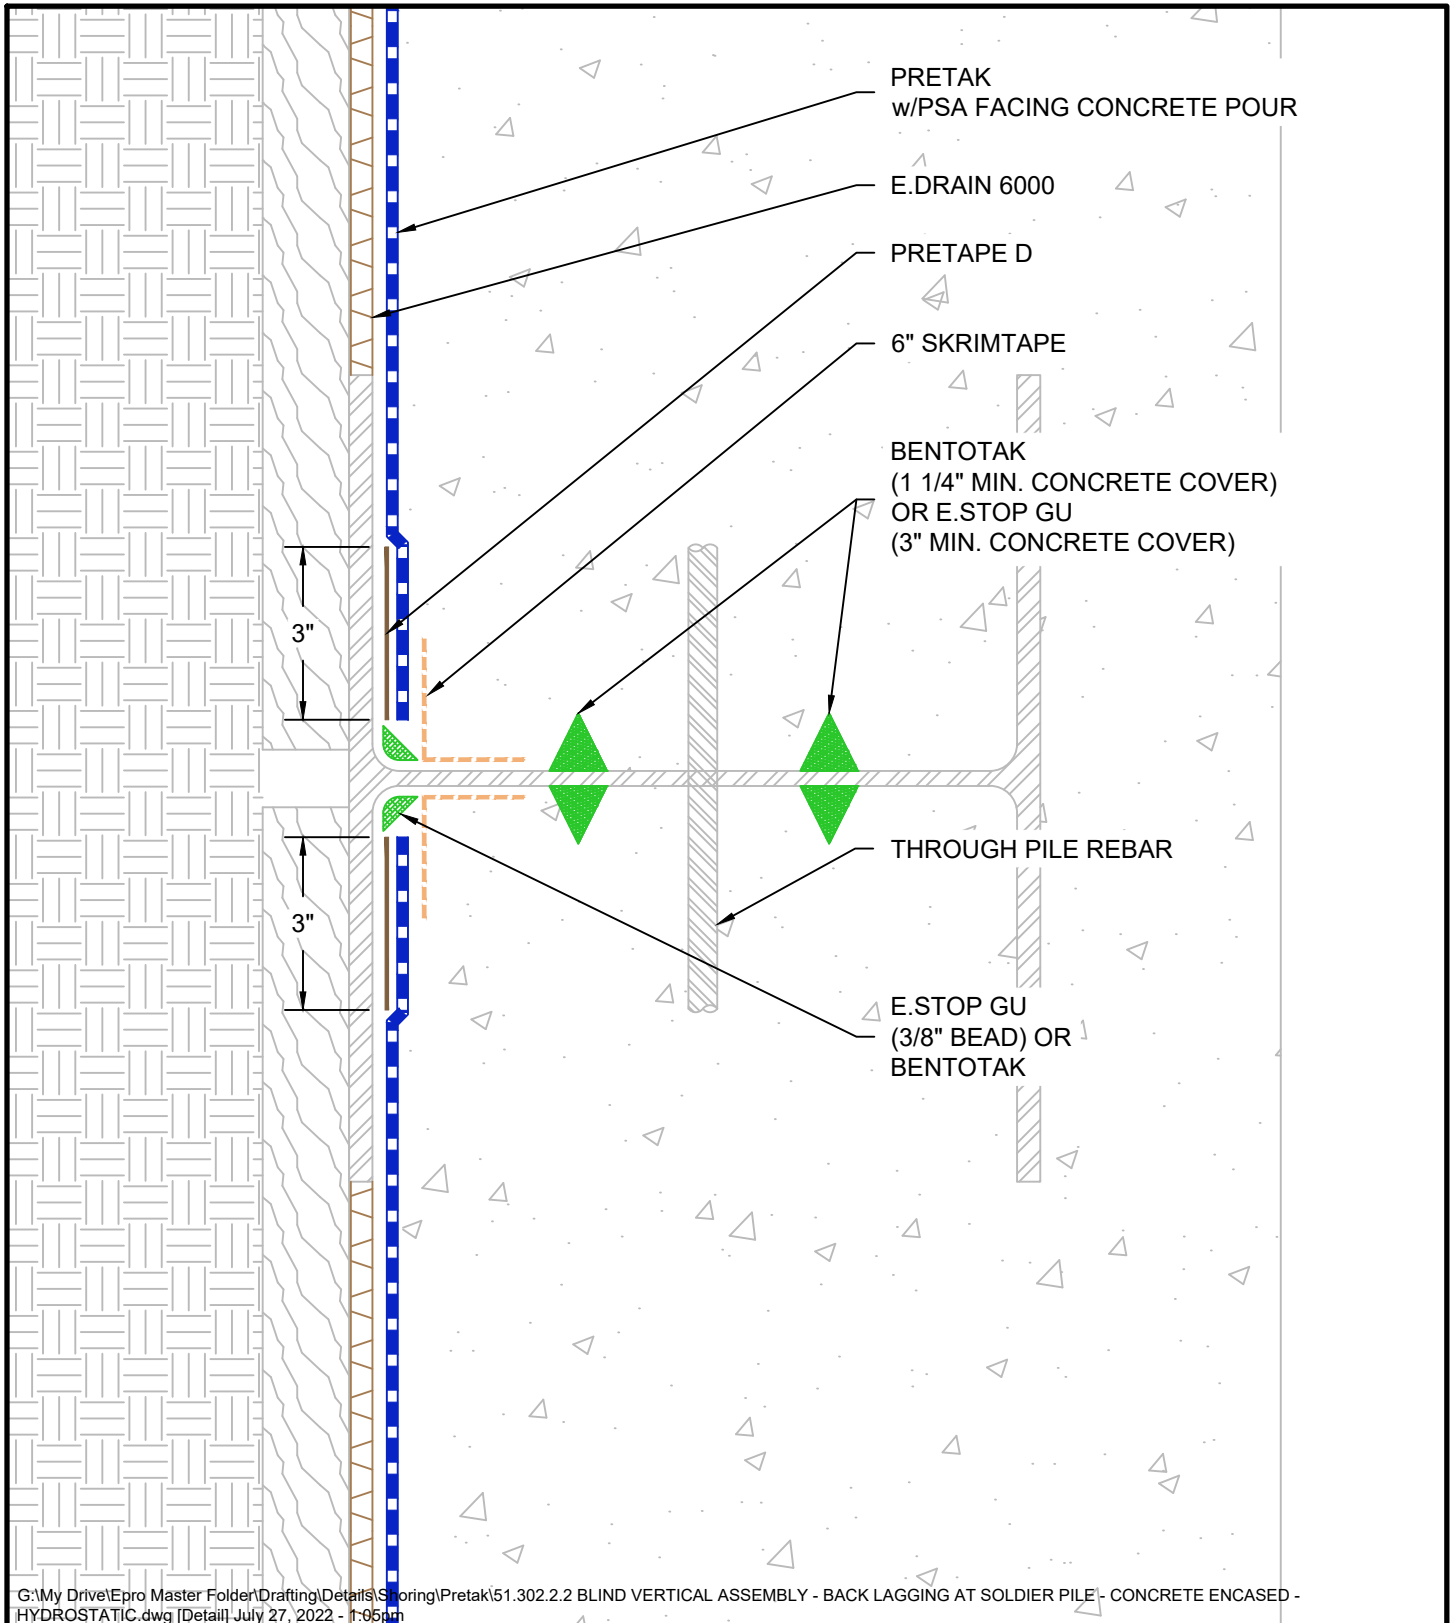 PRETAK
w/PSA FACING CONCRETE POUR
E.DRAIN 6000
PRETAPE D
6" SKRIMTAPE
BENTOTAK
(1 1/4" MIN. CONCRETE COVER)
OR E.STOP GU
(3" MIN. CONCRETE COVER)
3"
THROUGH PILE REBAR
3"
E.STOP GU
(3/8" BEAD) OR
BENTOTAK
G:\My Drive\Epro Master Folder\Drafting\Details\Shoring\Pretak\51.302.2.2 BLIND VERTICAL ASSEMBLY - BACK LAGGING AT SOLDIER PILE - CONCRETE ENCASED -
HYDROSTATIC.dwg [Detail] July 27, 2022 - 1:05pm